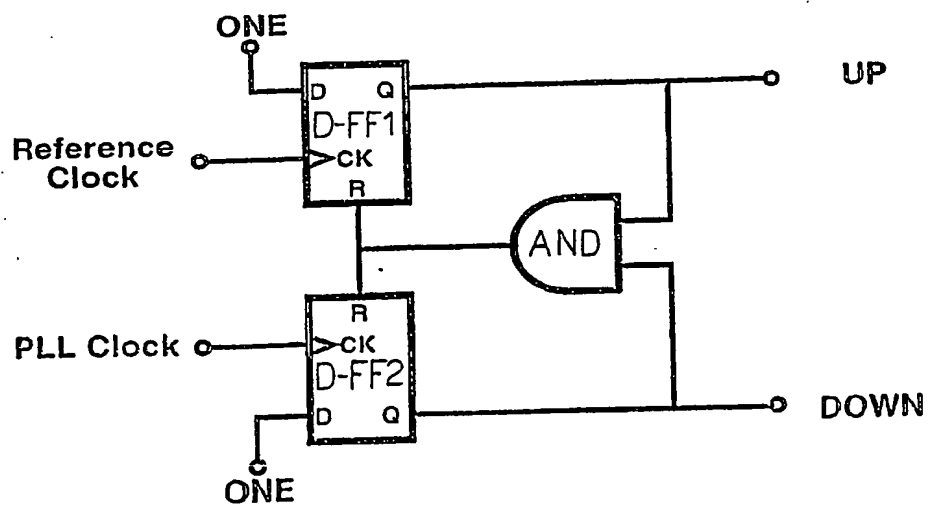 ONE
UP
D Q
D-FF1
Reference
Clock
CK
R
AND
R
PLL Clock
CK
D-FF2
D Q
DOWN
ONE